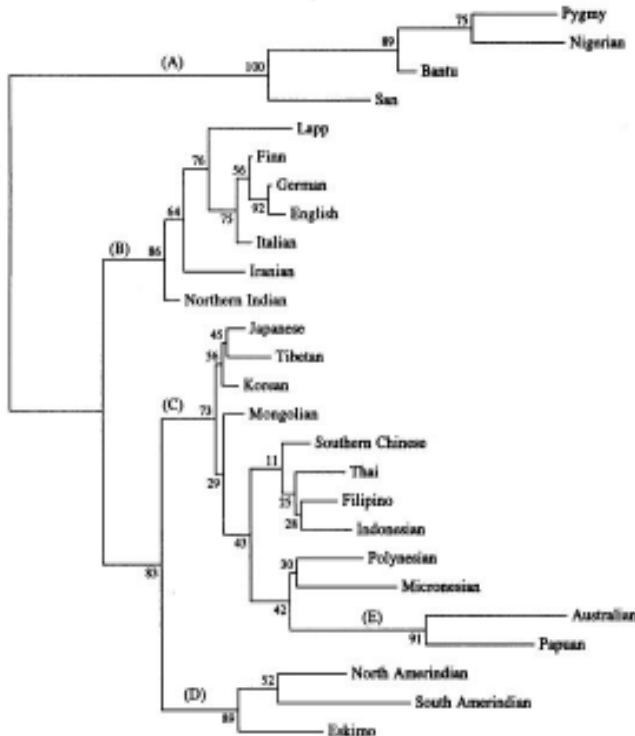 Pygmy
75
Nigerian
89
(A)
Bantu
100
San
Lapp
76
Finn
56
German
92
English
75
64
Italian
(B)
86
Iranian
Northern Indian
Japanese
45
Tibetan
56
Korean
(C)
73
Mongolian
Southern Chinese
11
Thai
29
25
Filipino
28
Indonesian
43
Polynesian
30
Micronesian
42
(E)
Australian
91
Papuan
83
North Amerindian
52
(D)
South Amerindian
89
Eskimo